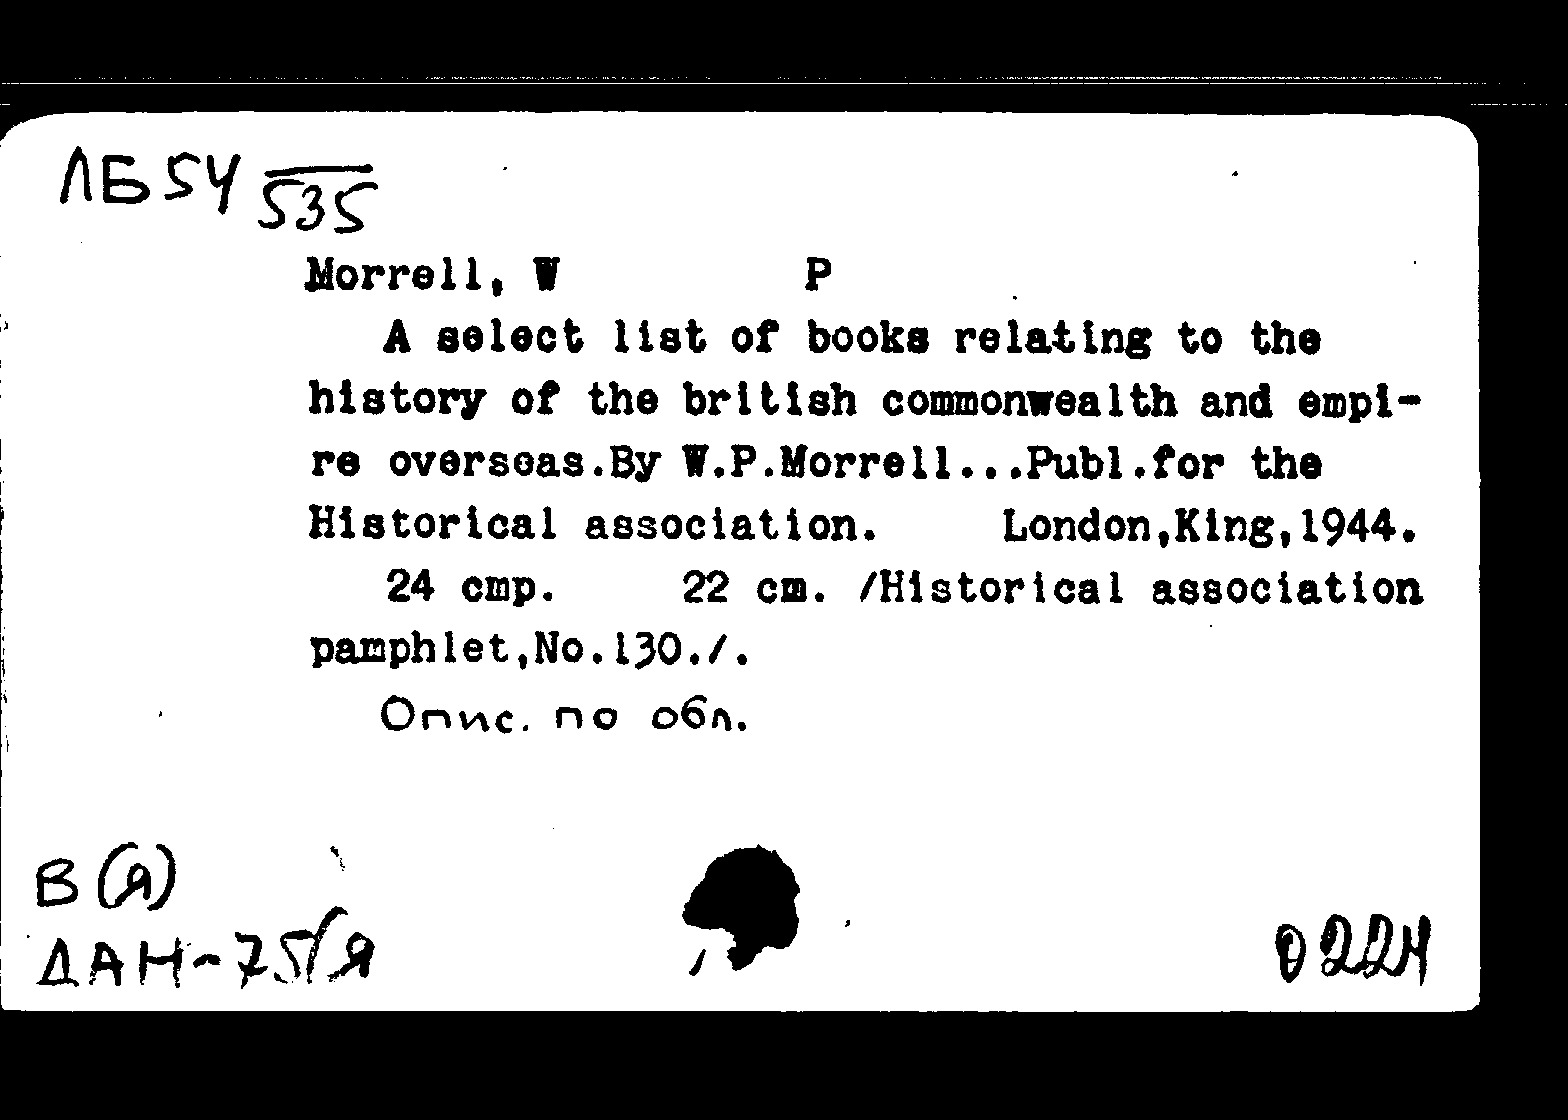 ЛБ54 535
Morrell, W P
A select list of books relating to the
history of the british commonwealth and empi-
re overseas.By W.P.Morrell...Publ.for the
Historical association. London,King,1944.
24 cmp. 22 cm. /Historical association
pamphlet,No.130./.
Опис. по обл.
В(Я)
ДАН-75/Я
0224